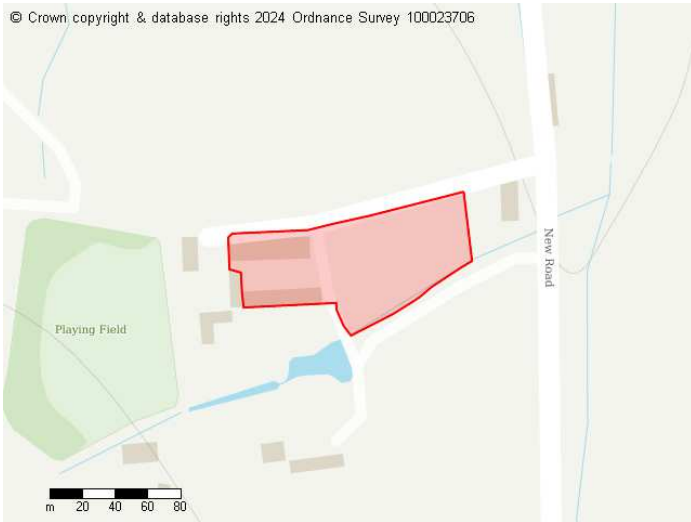 © Crown copyright & database rights 2024 Ordnance Survey 100023706
New Road
Playing Field
m 20 40 60 80